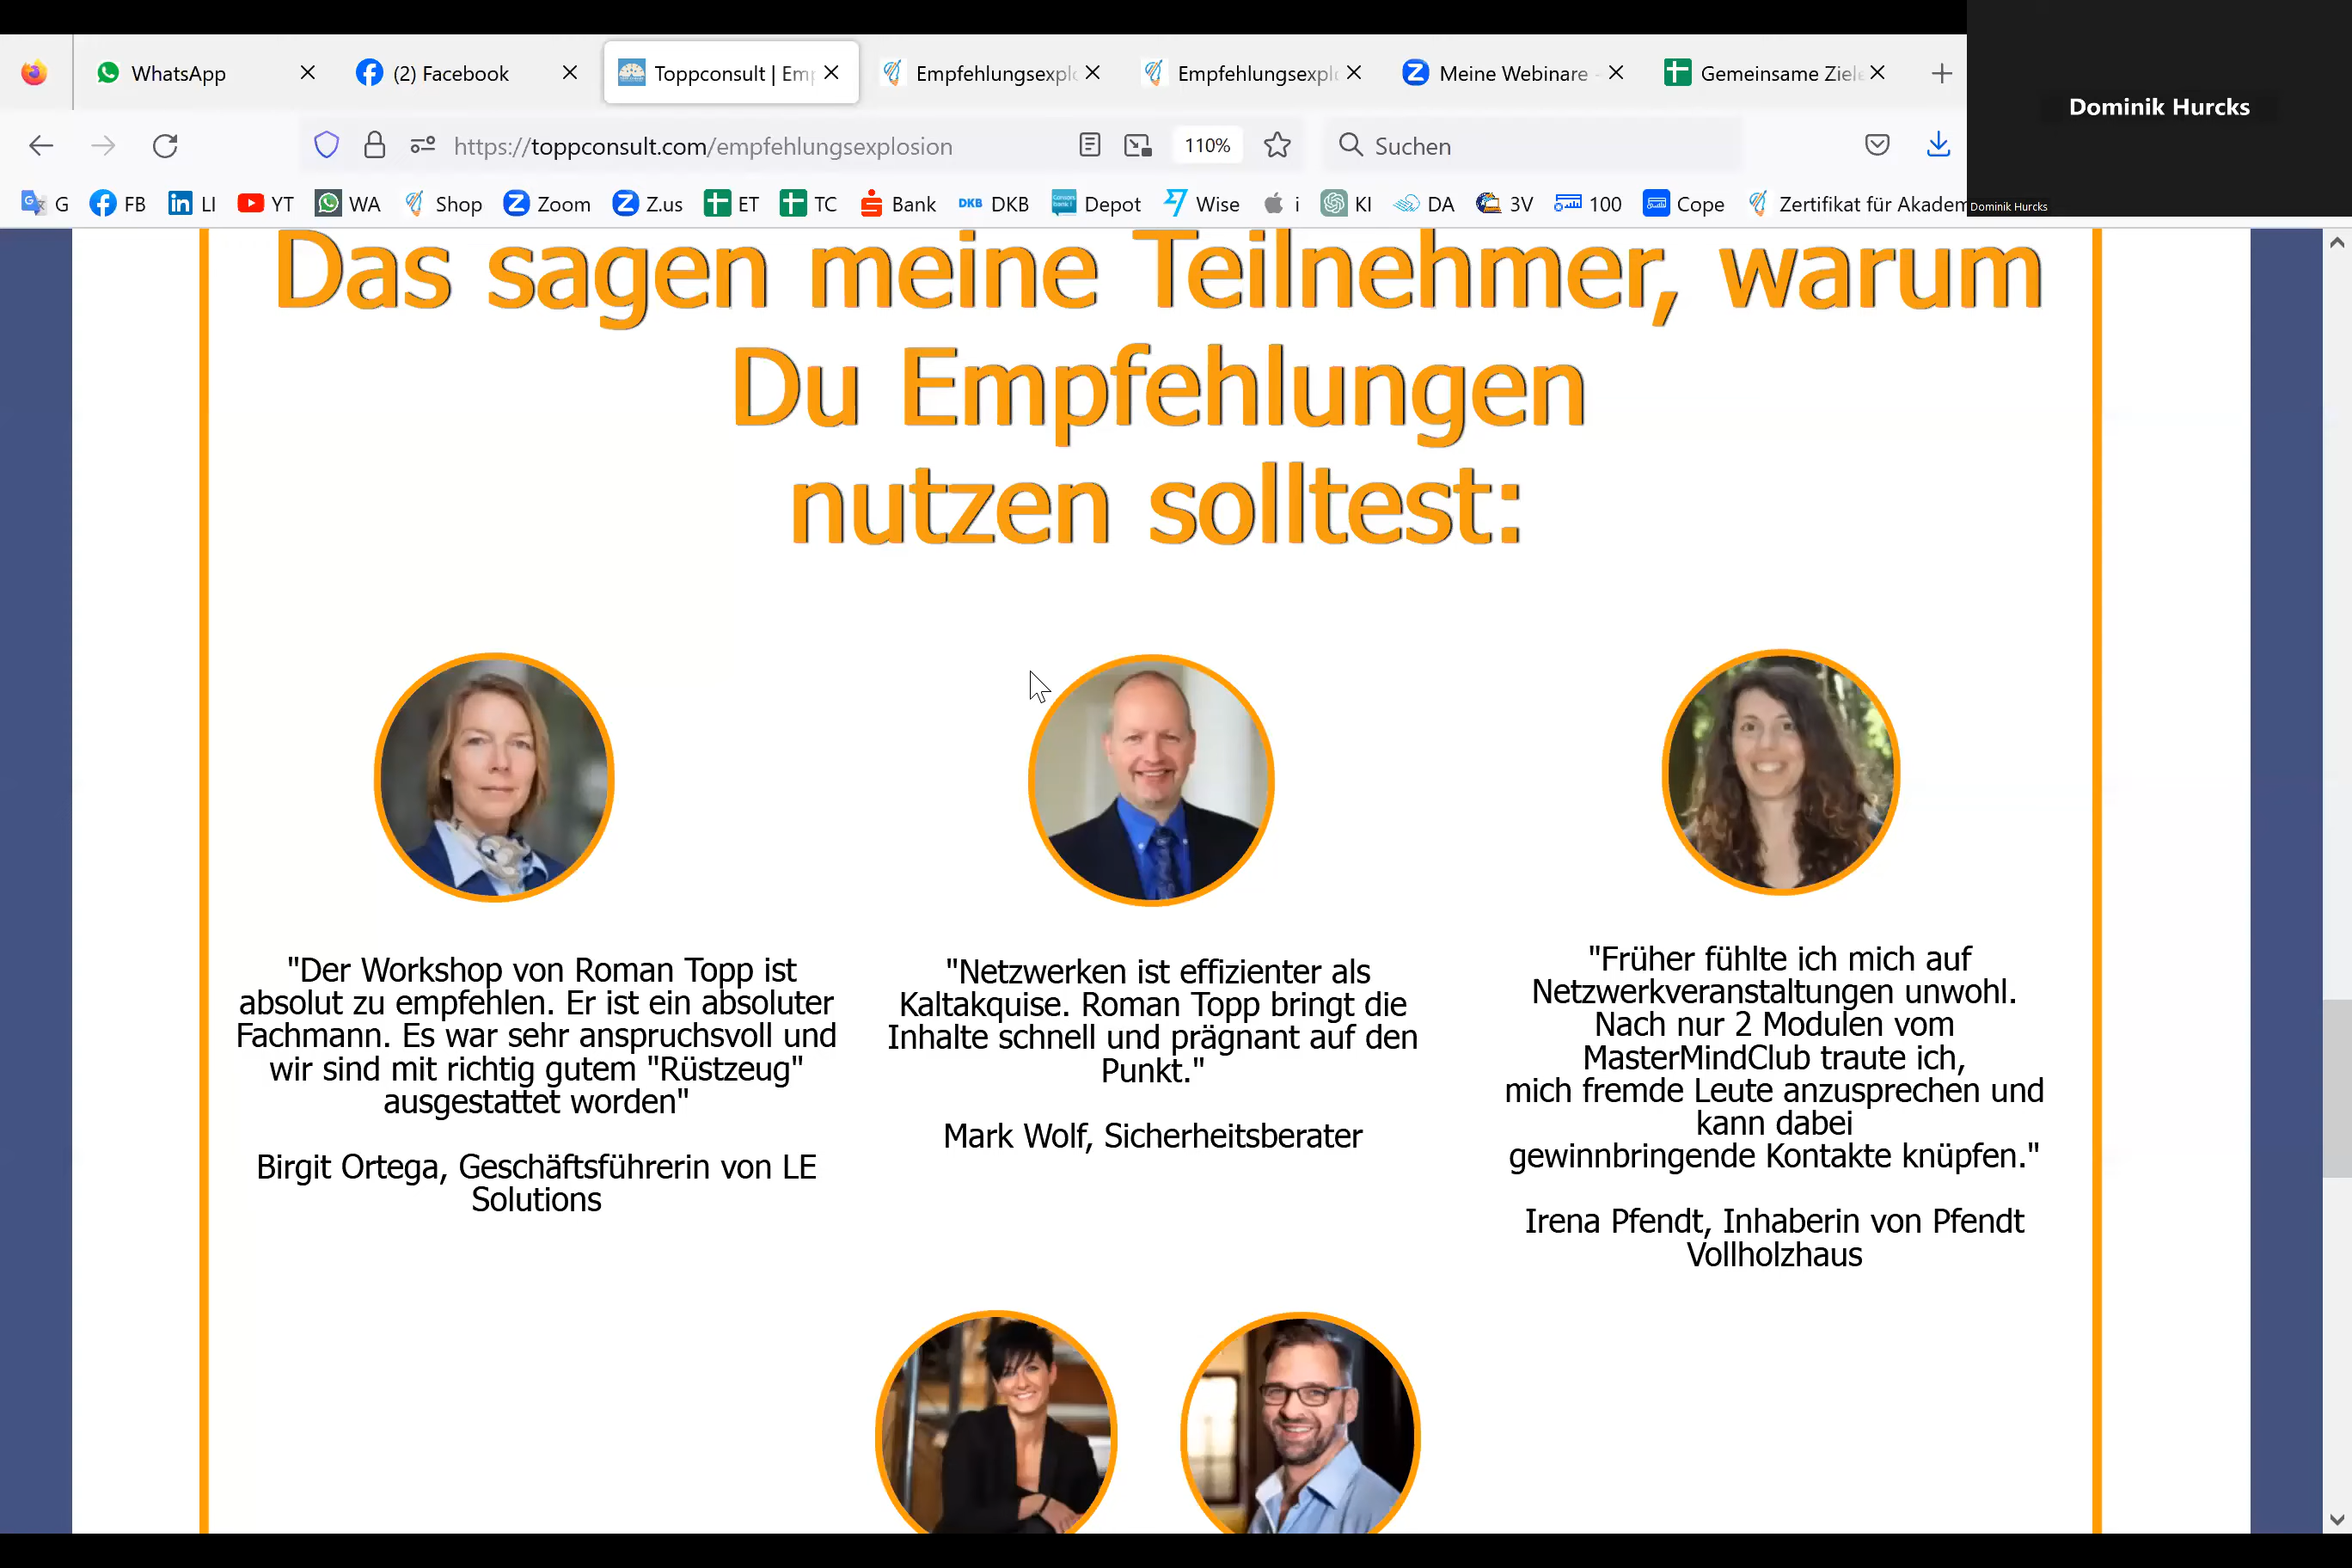 WhatsApp
(2) Facebook
Toppconsult | Emp
Empfehlungsexplo
Empfehlungsexplo
Meine Webinare -
Gemeinsame Ziele
Dominik Hurcks
https://toppconsult.com/empfehlungsexplosion
110%
Suchen
G
FB
LI
YT
WA
Shop
Zoom
Z.us
ET
TC
Bank
DKB DKB
Depot
Wise
i
KI
DA
3V
100
Cope
Zertifikat für Akadem
Dominik Hurcks
Das sagen meine Teilnehmer, warum
Du Empfehlungen
nutzen solltest:
"Der Workshop von Roman Topp ist
absolut zu empfehlen. Er ist ein absoluter
Fachmann. Es war sehr anspruchsvoll und
wir sind mit richtig gutem "Rüstzeug"
ausgestattet worden"
Birgit Ortega, Geschäftsführerin von LE
Solutions
"Netzwerken ist effizienter als
Kaltakquise. Roman Topp bringt die
Inhalte schnell und prägnant auf den
Punkt."
Mark Wolf, Sicherheitsberater
"Früher fühlte ich mich auf
Netzwerkveranstaltungen unwohl.
Nach nur 2 Modulen vom
MasterMindClub traute ich,
mich fremde Leute anzusprechen und
kann dabei
gewinnbringende Kontakte knüpfen."
Irena Pfendt, Inhaberin von Pfendt
Vollholzhaus